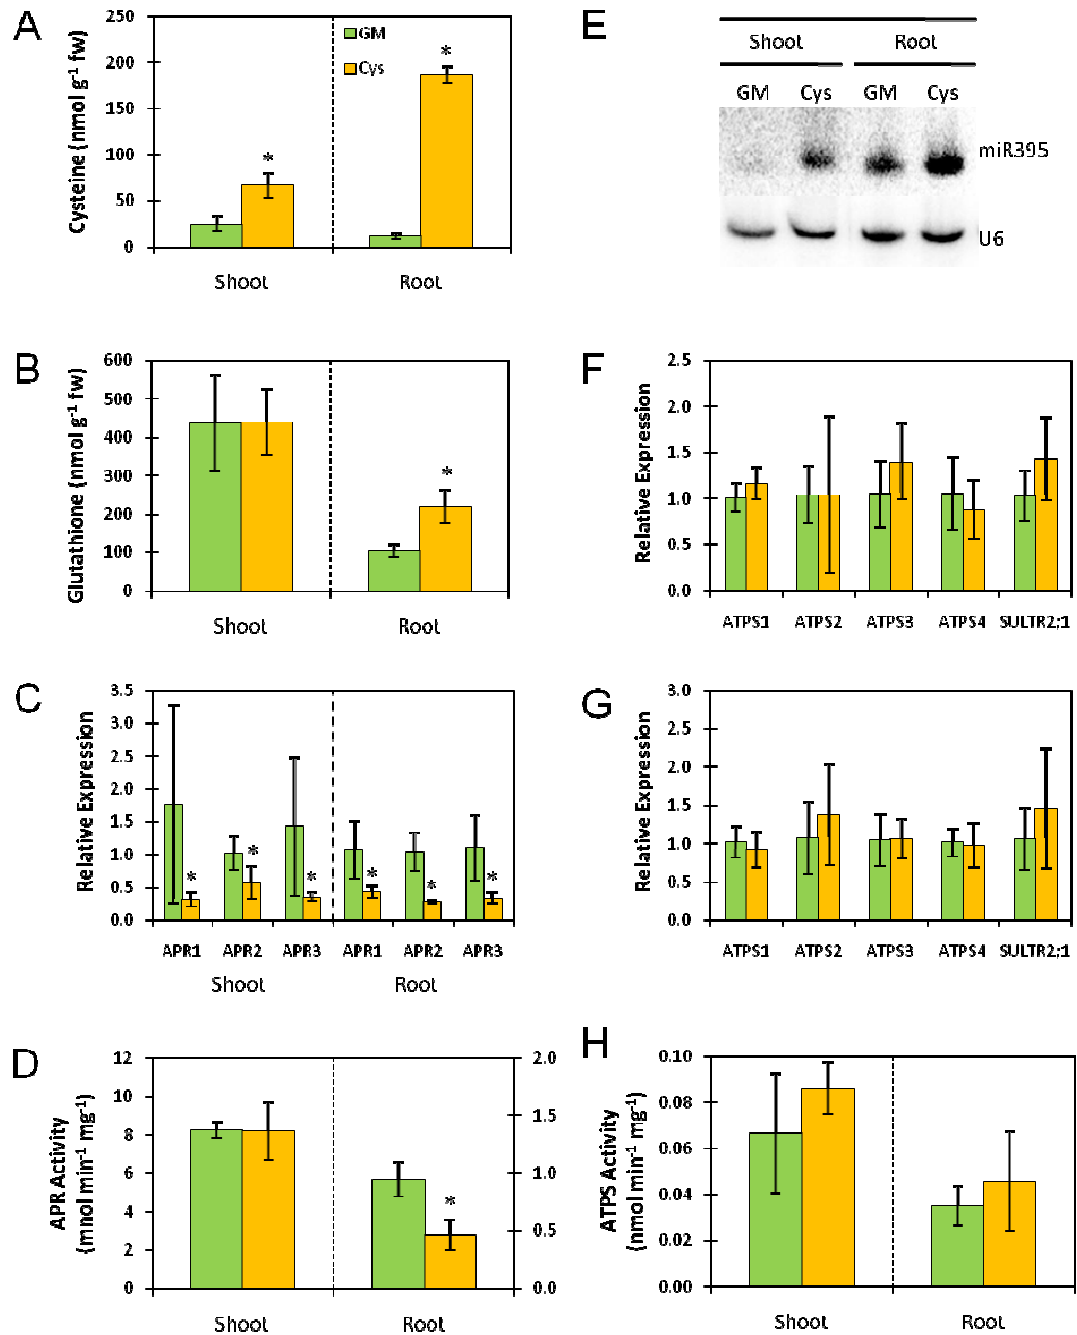 A
Cysteine (nmol g-1 fw)
250
200
150
100
50
0
GM
Cys
*
*
Shoot
Root
E
Shoot
Root
GM
Cys
GM
Cys
miR395
U6
B
Glutathione (nmol g-1 fw)
600
500
400
300
200
100
0
*
Shoot
Root
F
Relative Expression
2.5
2.0
1.5
1.0
0.5
0.0
ATPS1
ATPS2
ATPS3
ATPS4
SULTR2;1
C
Relative Expression
3.5
3.0
2.5
2.0
1.5
1.0
0.5
0.0
*
*
*
*
*
*
APR1
APR2
APR3
APR1
APR2
APR3
Shoot
Root
G
Relative Expression
3.0
2.5
2.0
1.5
1.0
0.5
0.0
ATPS1
ATPS2
ATPS3
ATPS4
SULTR2;1
D
APR Activity
(mnol min-1 mg-1)
12
10
8
6
4
2
0
2.0
1.5
1.0
0.5
0.0
*
Shoot
Root
H
ATPS Activity
(nmol min-1 mg-1)
0.10
0.08
0.06
0.04
0.02
0.00
Shoot
Root